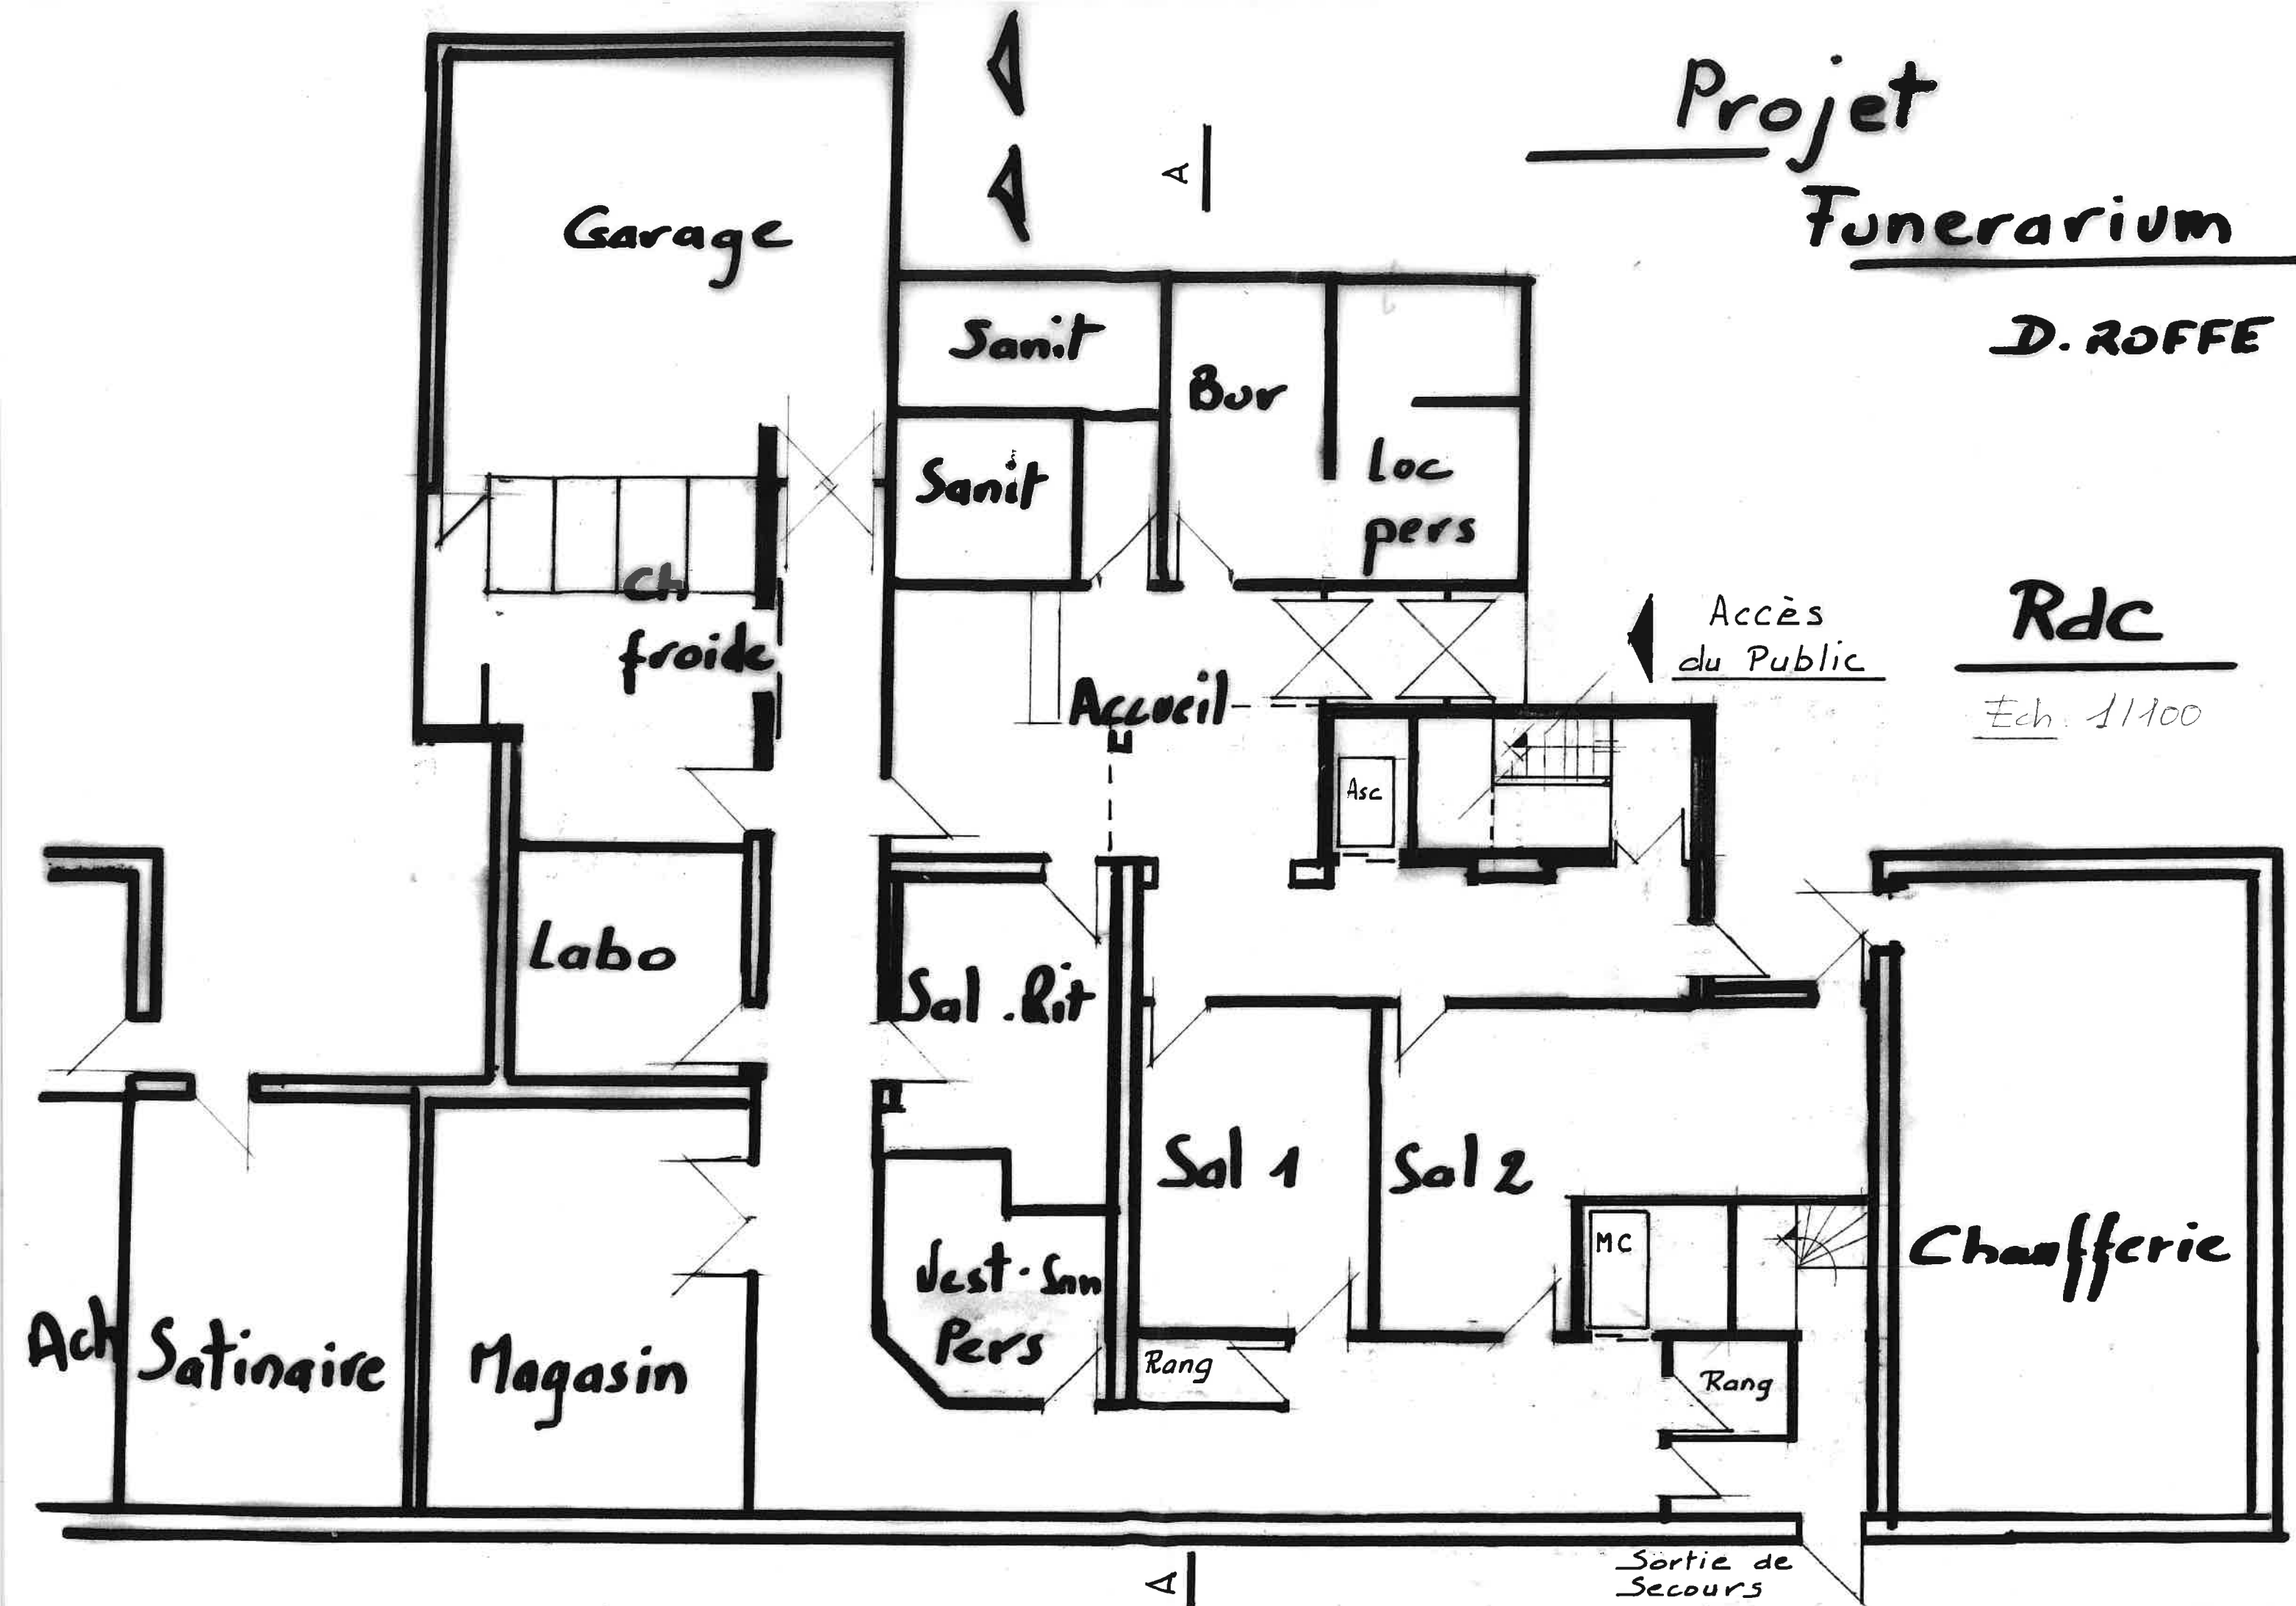 Projet
Funerarium
D. ROFFE
Garage
A
Sanit
Bur
Sanit
Loc
pers
Ch
froide
Accès
du Public
RdC
Ech. 1/100
Accueil
E
Asc
Labo
Sal. Rit
Sal 1
Sal 2
MC
Chaufferie
Vest. San
Pers
Ach
Satinaire
Magasin
Rang
Rang
Sortie de
Secours
A